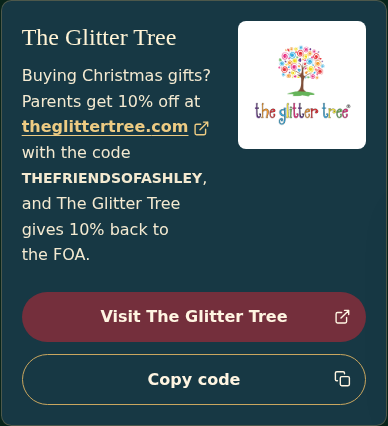 The Glitter Tree
Buying Christmas gifts?
Parents get 10% off at
theglittertree.com
with the code
THEFRIENDSOFASHLEY,
and The Glitter Tree
gives 10% back to
the FOA.
the glitter tree
Visit The Glitter Tree
Copy code